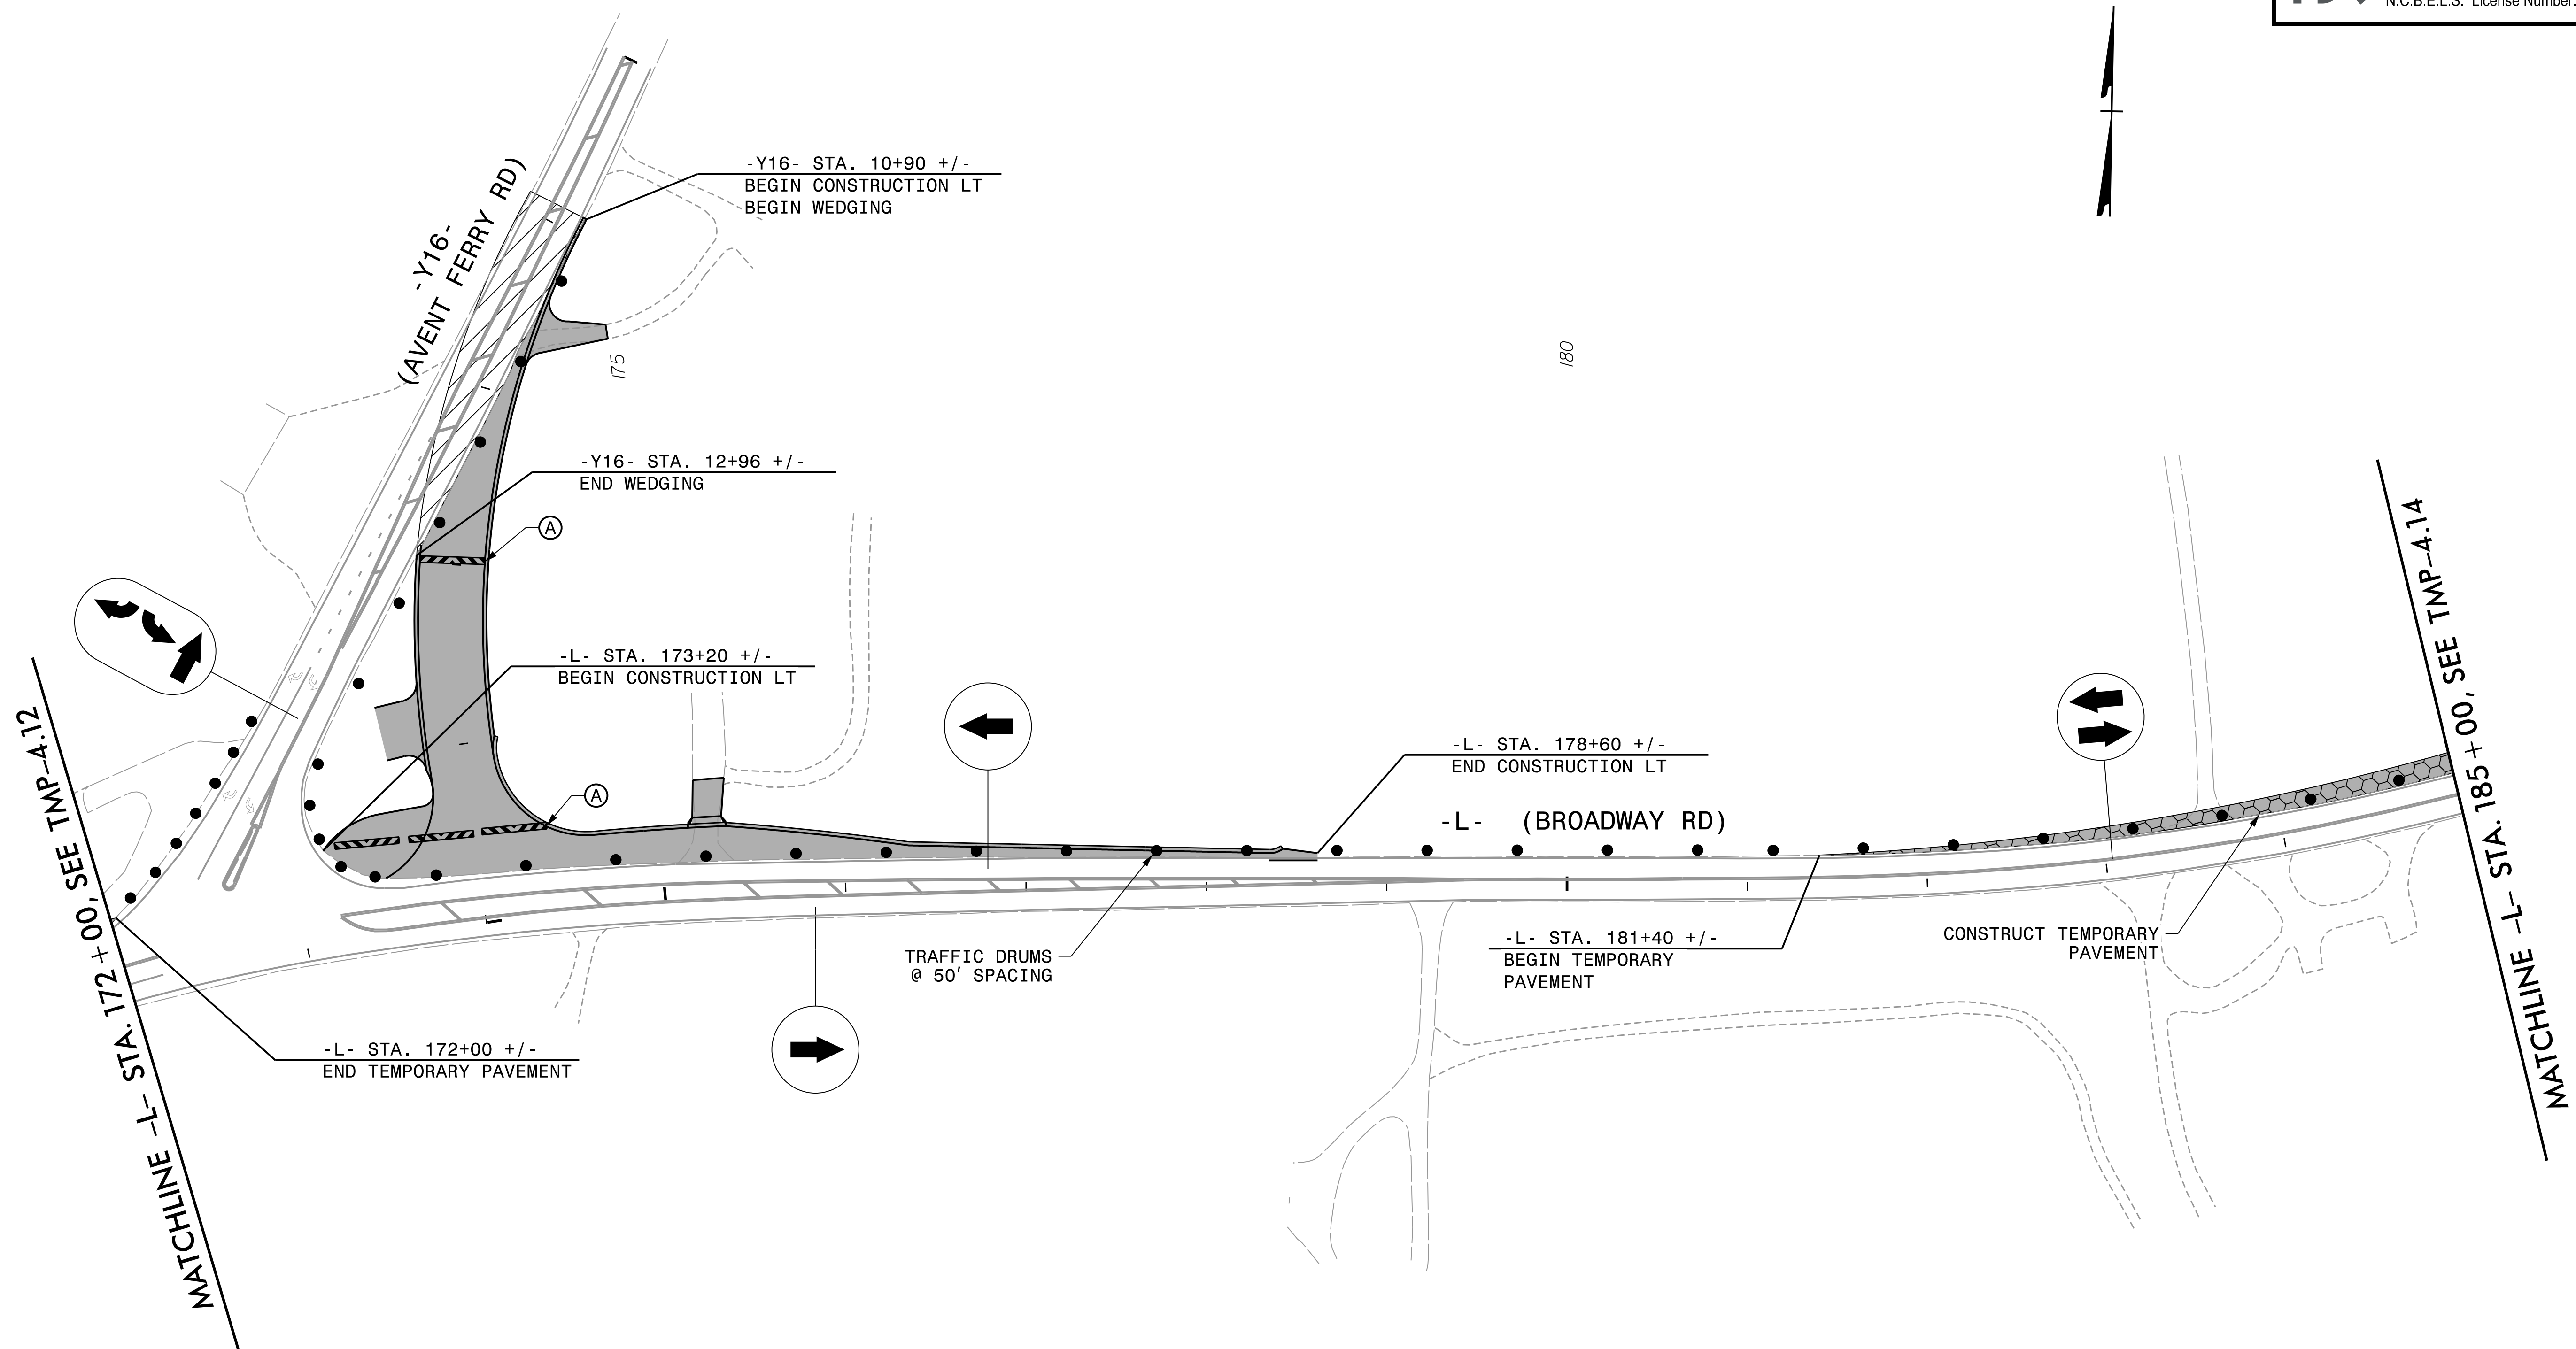 N.C.B.E.L.S. License Number:
-Y16- STA. 10+90 +/-
BEGIN CONSTRUCTION LT
BEGIN WEDGING
-Y16-
(AVENT FERRY RD)
175
180
-Y16- STA. 12+96 +/-
END WEDGING
A
-L- STA. 173+20 +/-
BEGIN CONSTRUCTION LT
A
-L- STA. 178+60 +/-
END CONSTRUCTION LT
-L- (BROADWAY RD)
TRAFFIC DRUMS
@ 50' SPACING
-L- STA. 181+40 +/-
BEGIN TEMPORARY
PAVEMENT
CONSTRUCT TEMPORARY
PAVEMENT
-L- STA. 172+00 +/-
END TEMPORARY PAVEMENT
MATCHLINE -L- STA. 172+00, SEE TMP-4.12
MATCHLINE -L- STA. 185+00, SEE TMP-4.14